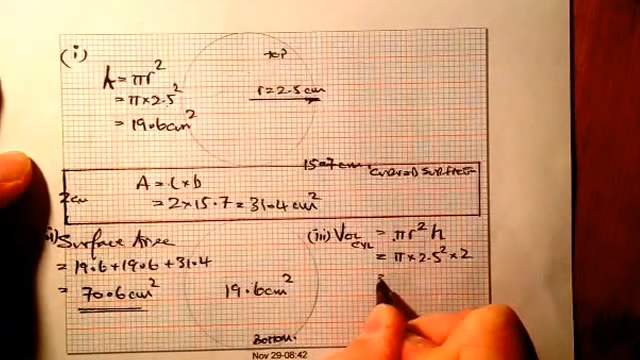 (i)
TOP
A = πr²
= π × 2.5²
r = 2.5 cm
= 19.6 cm²
15.7 cm
curved surface
2 cm
A = L × b
= 2 × 15.7 = 31.4 cm²
ii) Surface Area
= 19.6 + 19.6 + 31.4
= 70.6 cm²
19.6 cm²
(iii) Vol CYL = πr²h
= π × 2.5² × 2
=
Bottom.
Nov 29-08:42